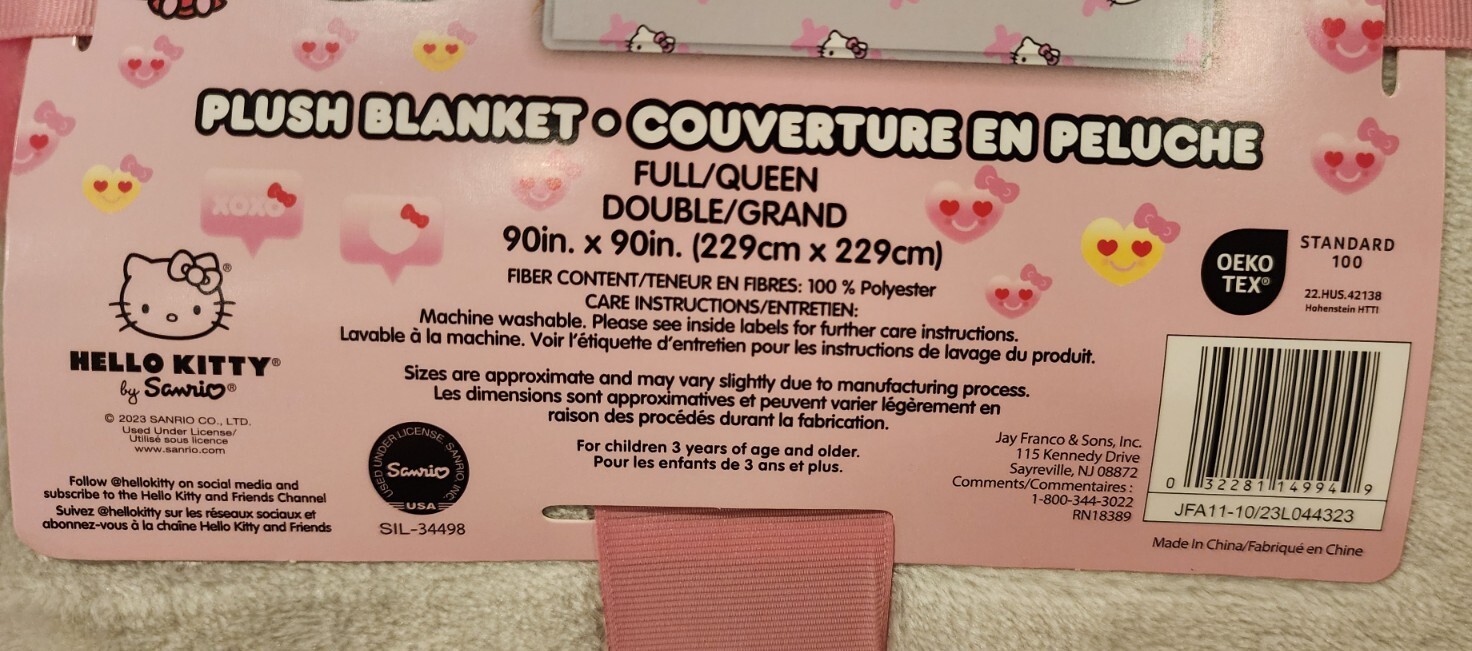 PLUSH BLANKET • COUVERTURE EN PELUCHE
FULL/QUEEN
DOUBLE/GRAND
90in. x 90in. (229cm x 229cm)
FIBER CONTENT/TENEUR EN FIBRES: 100 % Polyester
CARE INSTRUCTIONS/ENTRETIEN:
Machine washable. Please see inside labels for further care instructions.
Lavable à la machine. Voir l'étiquette d'entretien pour les instructions de lavage du produit.
Sizes are approximate and may vary slightly due to manufacturing process.
Les dimensions sont approximatives et peuvent varier légèrement en
raison des procédés durant la fabrication.
For children 3 years of age and older.
Pour les enfants de 3 ans et plus.
XOXO
HELLO KITTY®
by Sanrio®
© 2023 SANRIO CO., LTD.
Used Under License/
Utilisé sous licence
www.sanrio.com
Follow @hellokitty on social media and
subscribe to the Hello Kitty and Friends Channel
Suivez @hellokitty sur les réseaux sociaux et
abonnez-vous à la chaîne Hello Kitty and Friends
USED UNDER LICENSE. SANRIO, INC.
Sanrio
USA
SIL-34498
OEKO
TEX®
STANDARD
100
22.HUS.42138
Hohenstein HTTI
Jay Franco & Sons, Inc.
115 Kennedy Drive
Sayreville, NJ 08872
Comments/Commentaires :
1-800-344-3022
RN18389
0 32281 14994 9
JFA11-10/23L044323
Made In China/Fabriqué en Chine